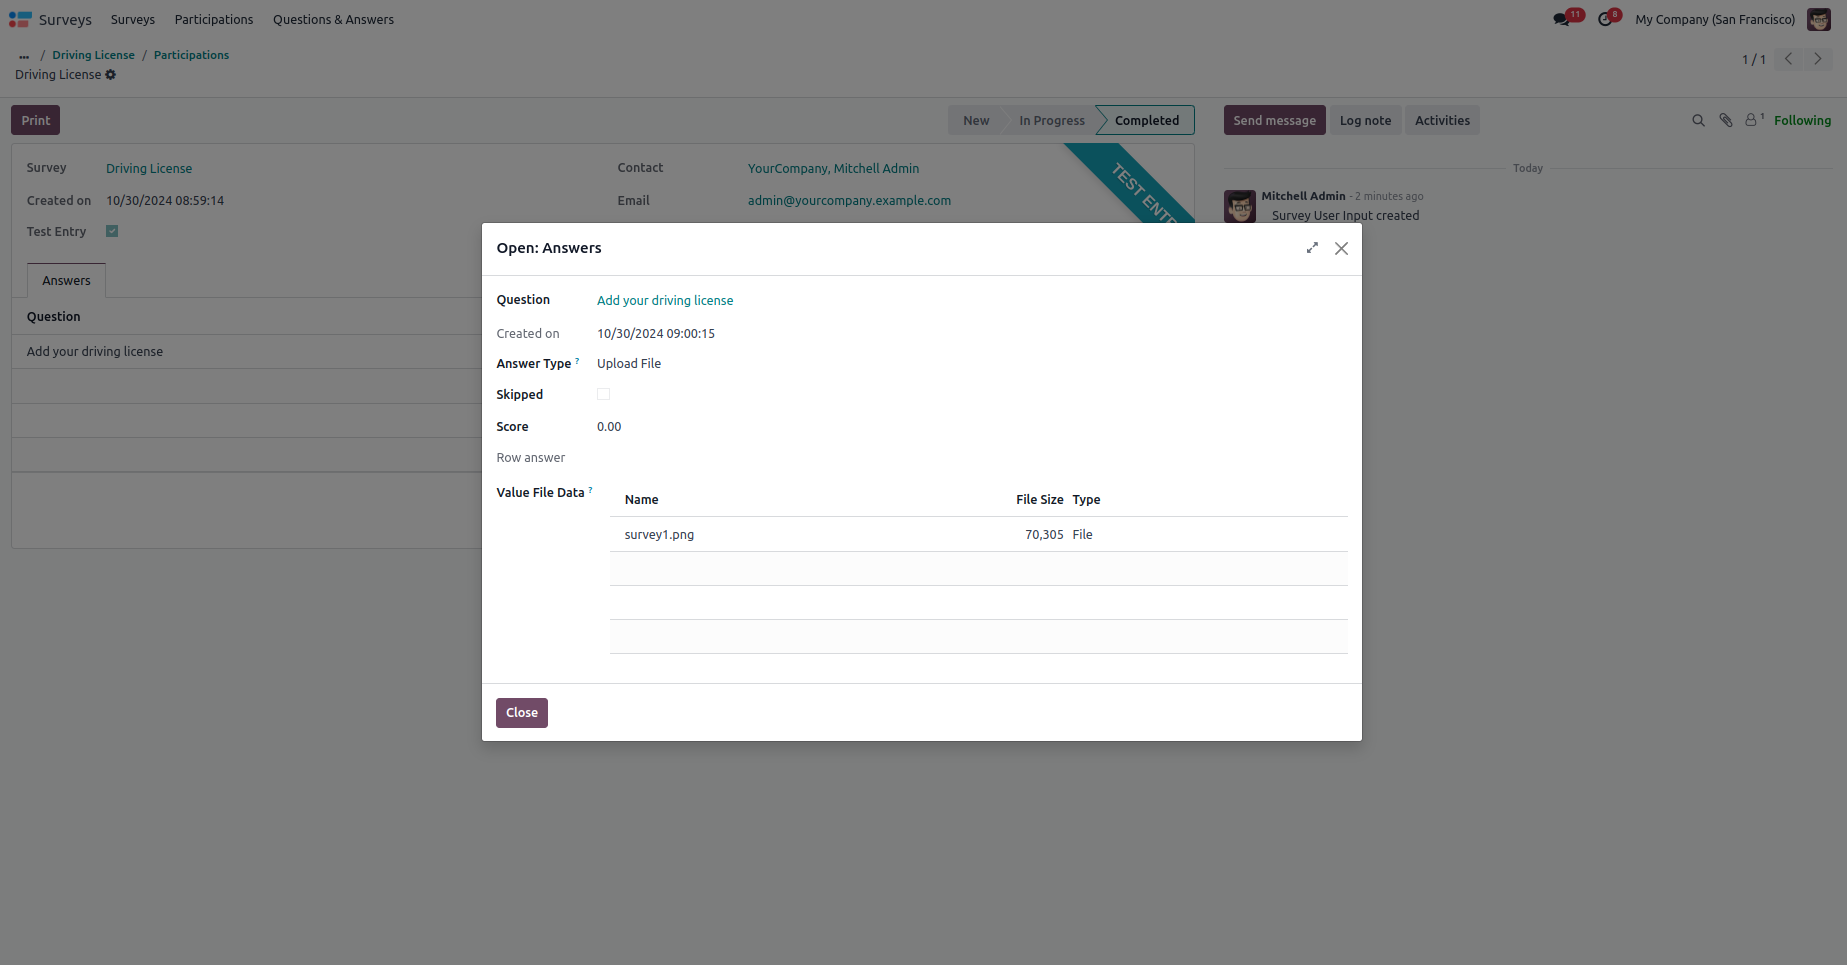 Surveys Surveys Participations Questions & Answers 11 8 My Company (San Francisco)
... / Driving License / Participations
Driving License 1 / 1
Print New In Progress Completed Send message Log note Activities 1 Following
Survey Driving License Contact YourCompany, Mitchell Admin Today
Created on 10/30/2024 08:59:14 Email admin@yourcompany.example.com Mitchell Admin - 2 minutes ago
Survey User Input created
Test Entry
TEST ENTR
Answers
Question
Add your driving license
Open: Answers
Question Add your driving license
Created on 10/30/2024 09:00:15
Answer Type ? Upload File
Skipped
Score 0.00
Row answer
Value File Data ?
Name File Size Type
survey1.png 70,305 File
Close